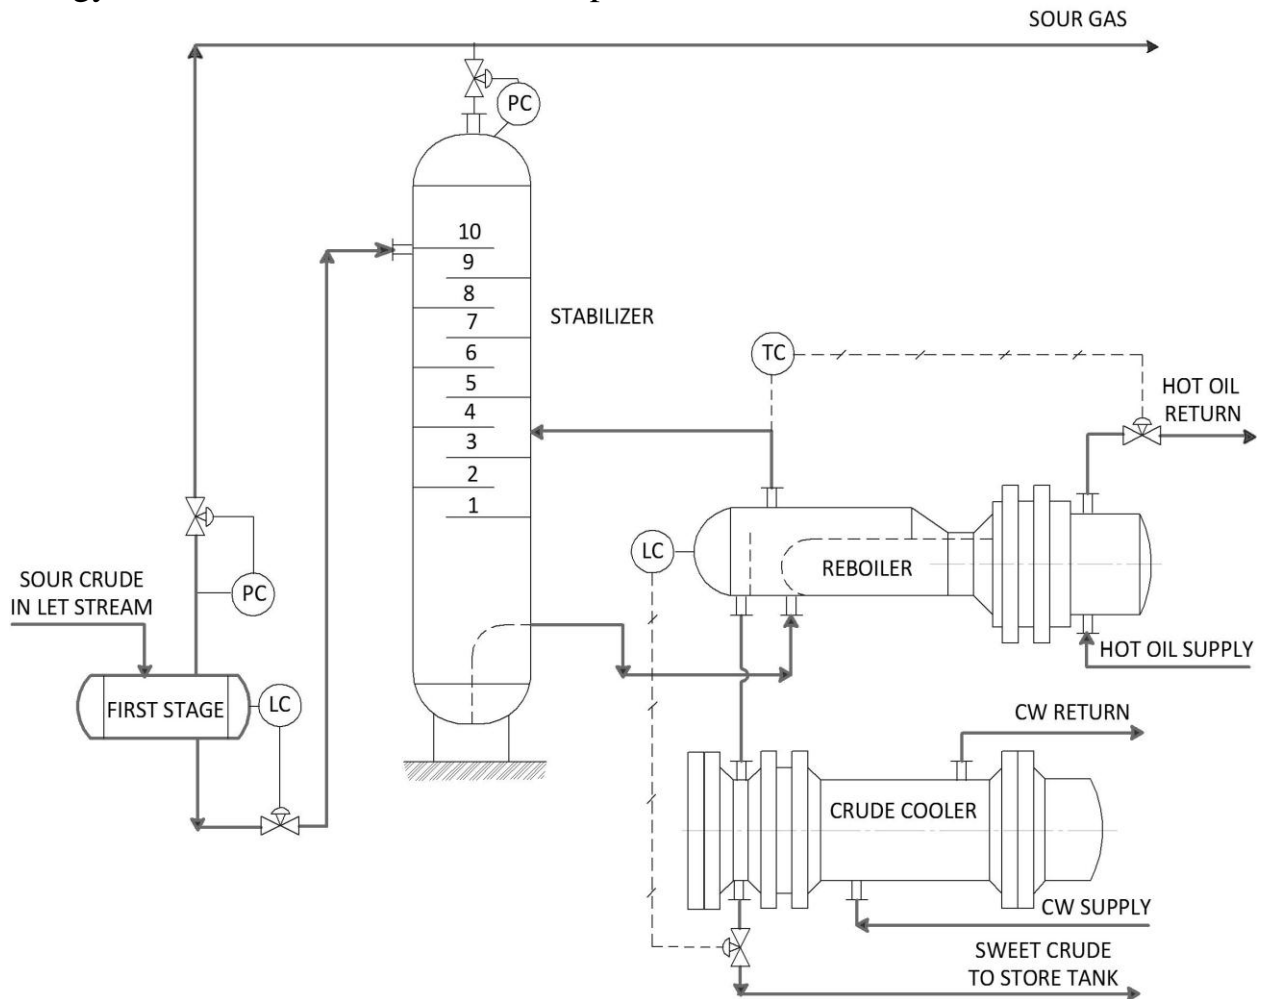 SOUR GAS
PC
10
9
8
7
6
5
4
3
2
1
STABILIZER
TC
HOT OIL
RETURN
LC
REBOILER
HOT OIL SUPPLY
PC
SOUR CRUDE
IN LET STREAM
FIRST STAGE
LC
CW RETURN
CRUDE COOLER
CW SUPPLY
SWEET CRUDE
TO STORE TANK